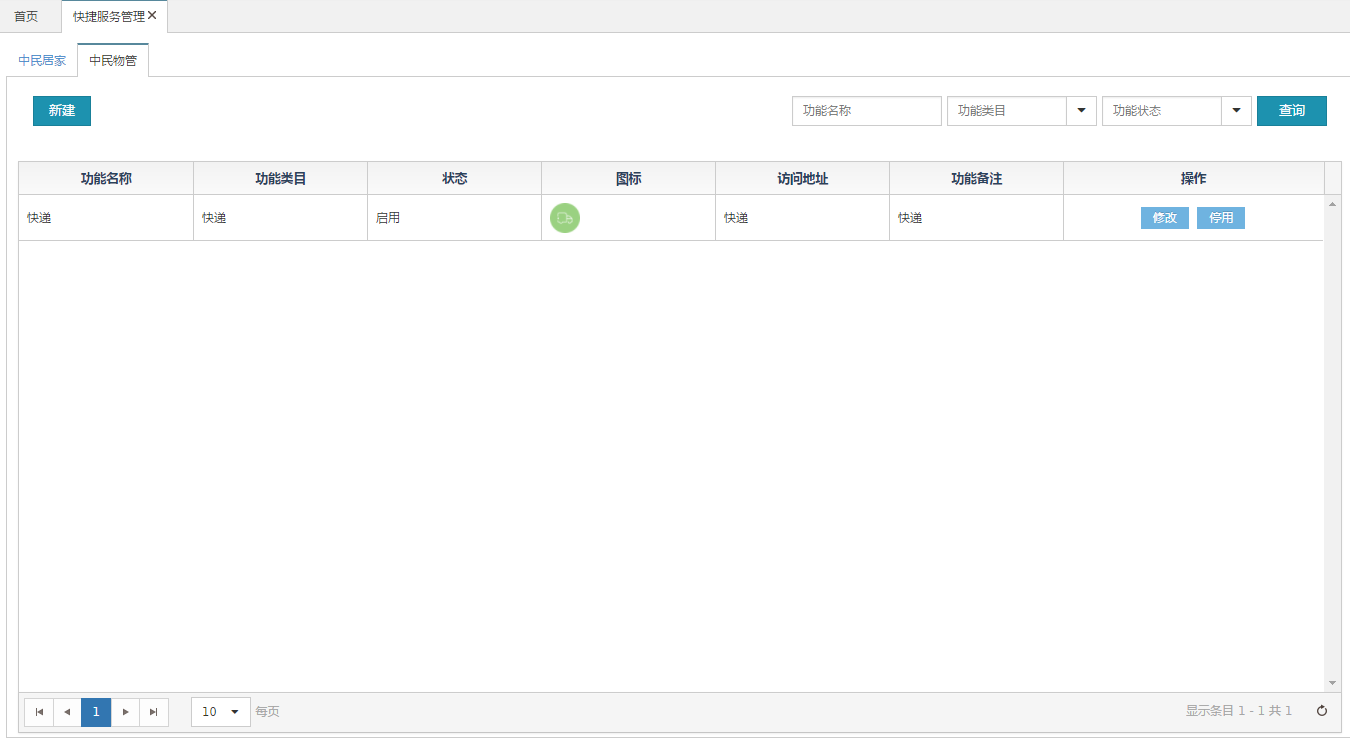 首页 快捷服务管理
中民居家 中民物管
新建 功能名称 功能类目 功能状态 查询
功能名称 功能类目 状态 图标 访问地址 功能备注 操作
快递 快递 启用 快递 快递 修改 停用
1 10 每页 显示条目 1 - 1 共 1